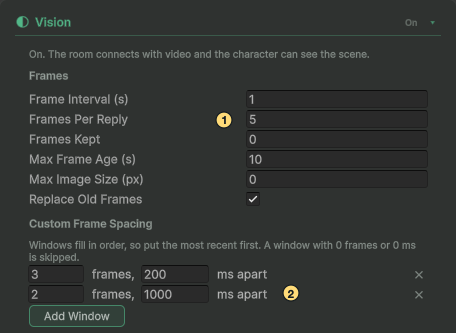 Vision On
On. The room connects with video and the character can see the scene.
Frames
Frame Interval (s) 1
Frames Per Reply 1 5
Frames Kept 0
Max Frame Age (s) 10
Max Image Size (px) 0
Replace Old Frames
Custom Frame Spacing
Windows fill in order, so put the most recent first. A window with 0 frames or 0 ms
is skipped.
3 frames, 200 ms apart
2 frames, 1000 ms apart 2
Add Window